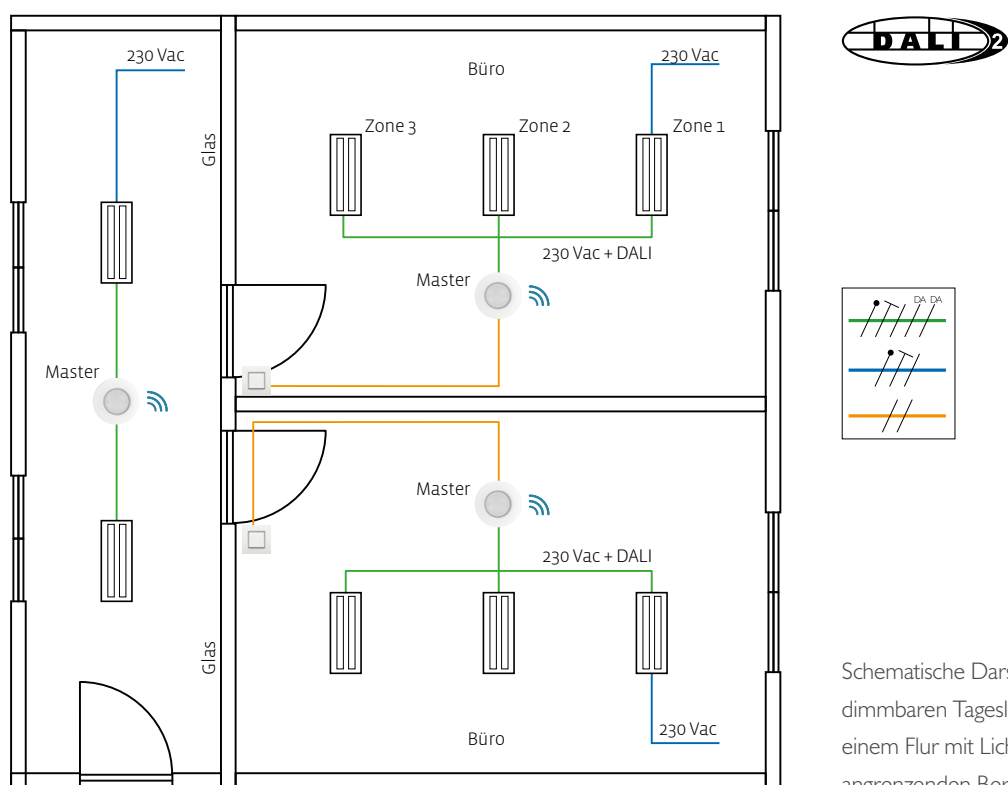 230 Vac
Büro
230 Vac
DALI 2
Glas
Zone 3
Zone 2
Zone 1
230 Vac + DALI
Master
DA DA
Master
Master
230 Vac + DALI
Glas
Büro
230 Vac
Schematische Dars
dimmbaren Tagesl
einem Flur mit Lich